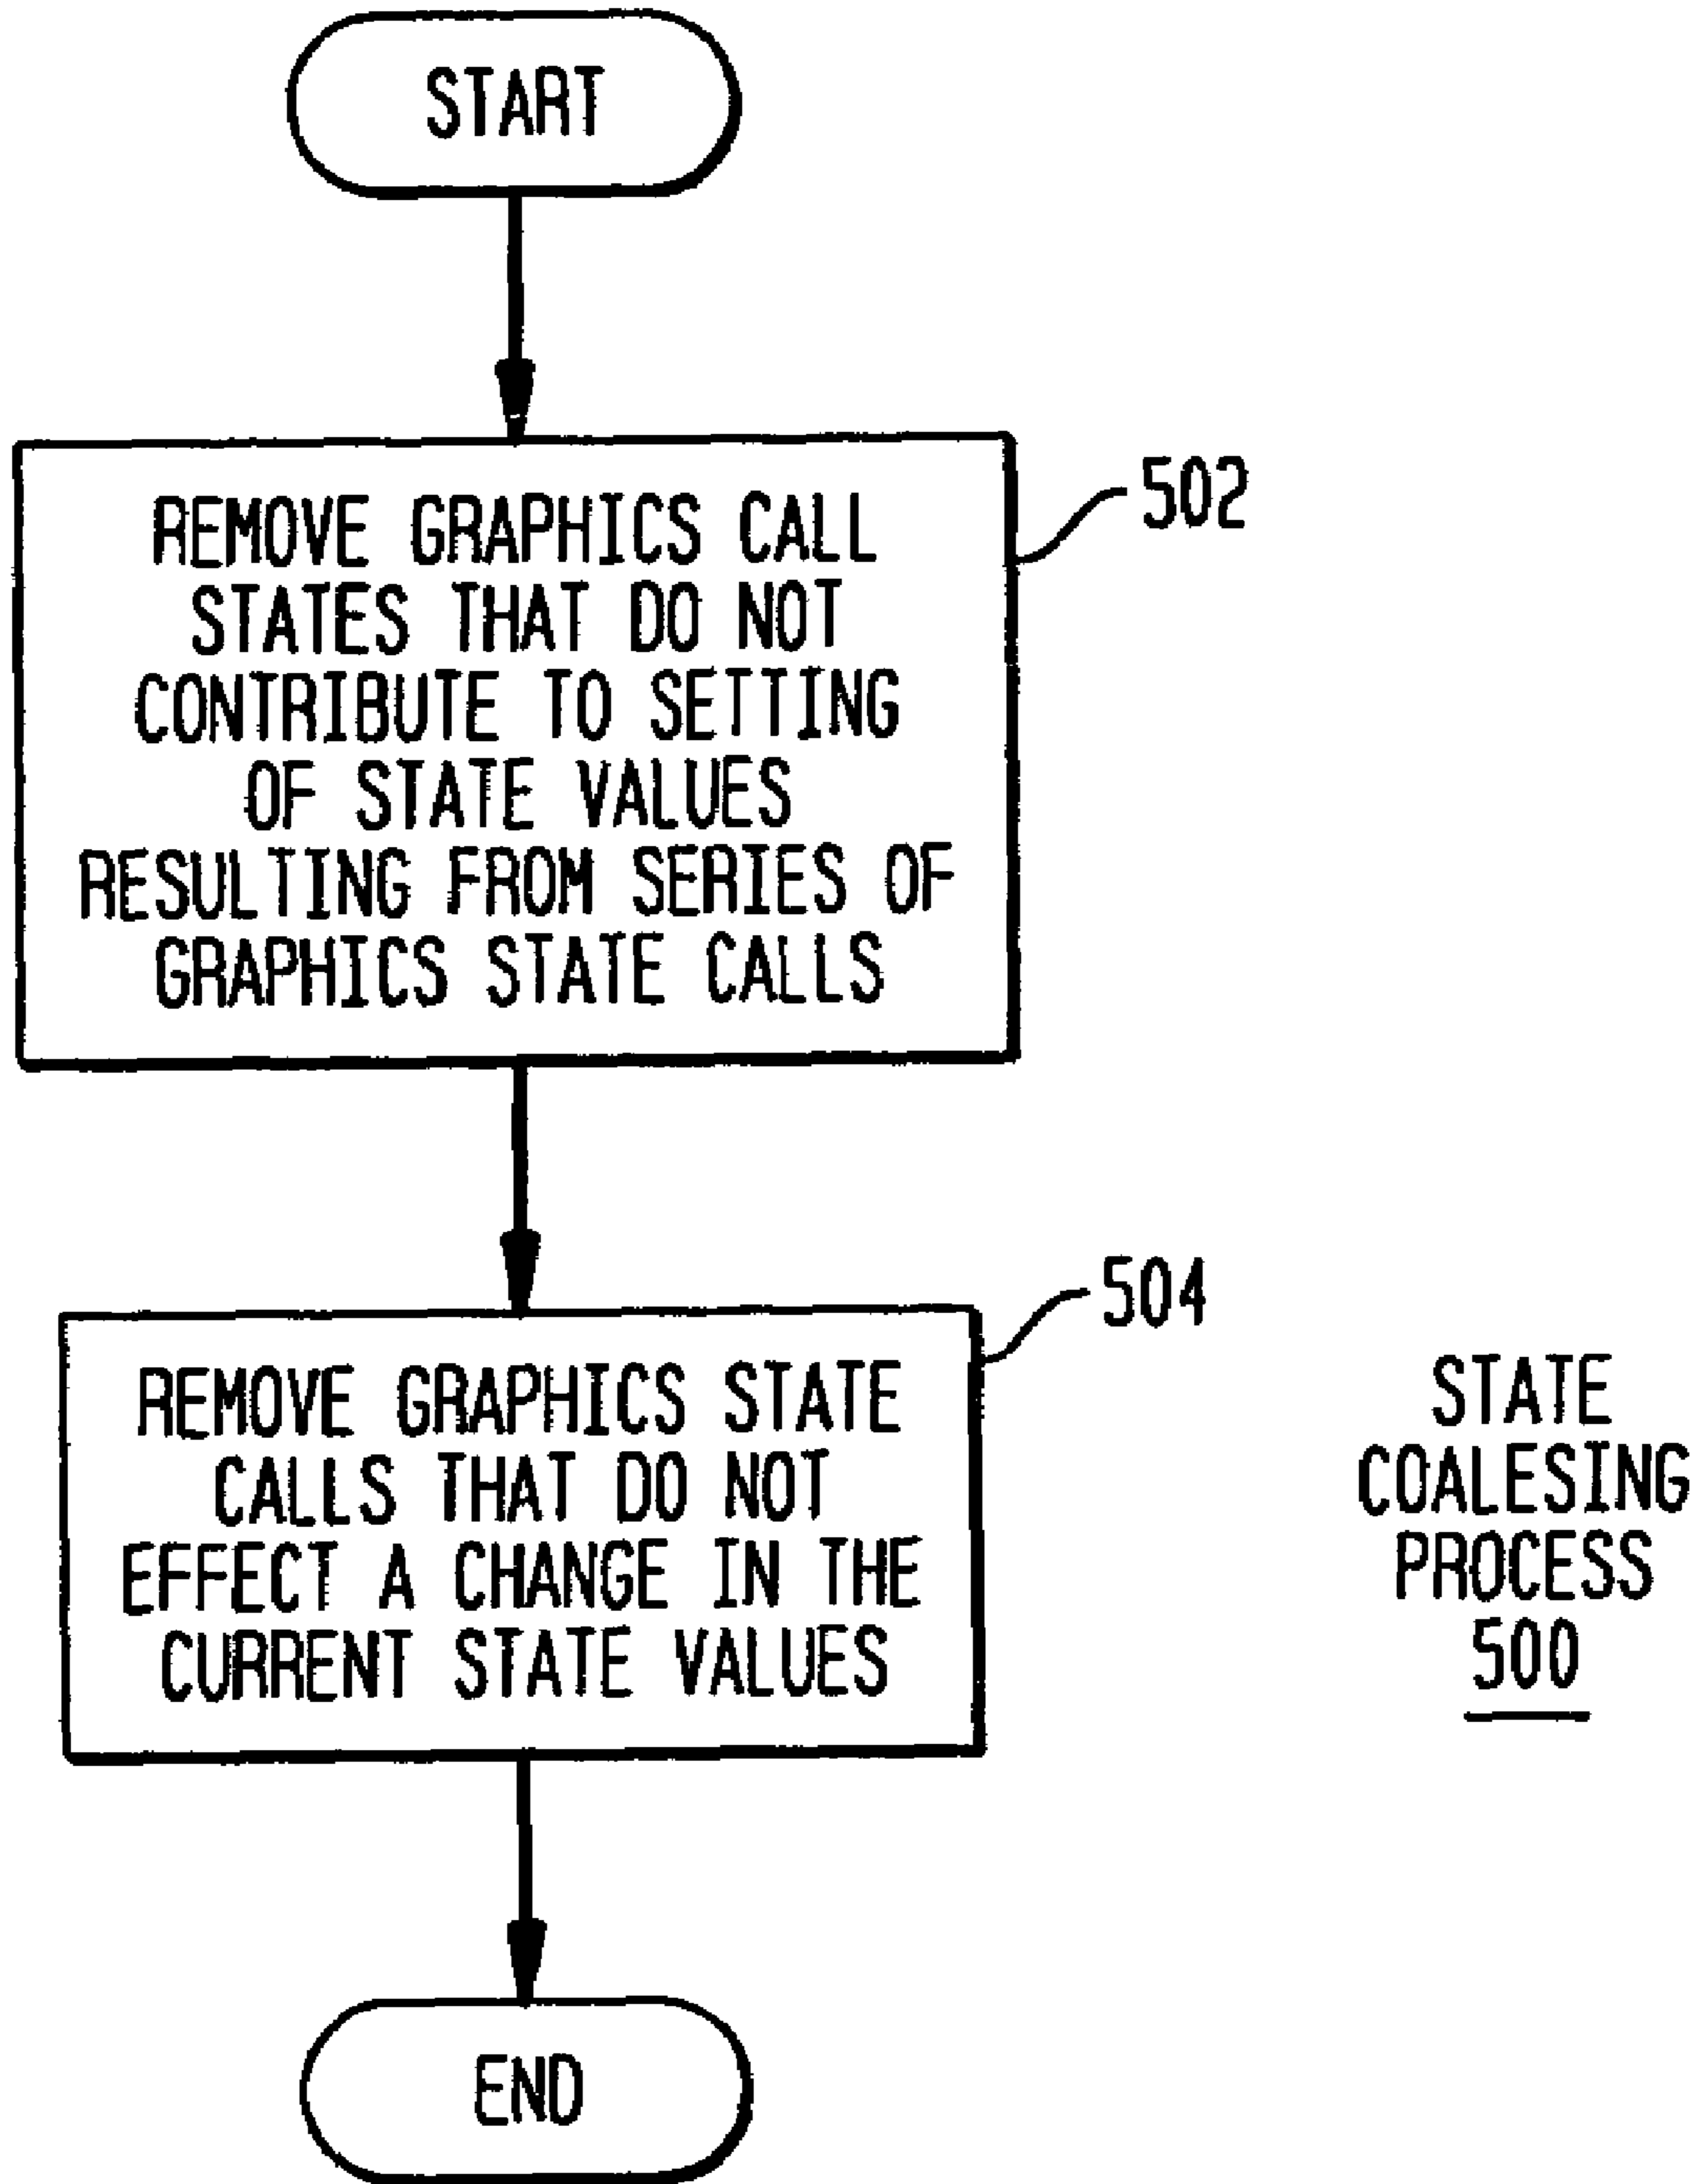 START
REMOVE GRAPHICS CALL
STATES THAT DO NOT
CONTRIBUTE TO SETTING
OF STATE VALUES
RESULTING FROM SERIES OF
GRAPHICS STATE CALLS
502
REMOVE GRAPHICS STATE
CALLS THAT DO NOT
EFFECT A CHANGE IN THE
CURRENT STATE VALUES
504
STATE
COALESING
PROCESS
500
END